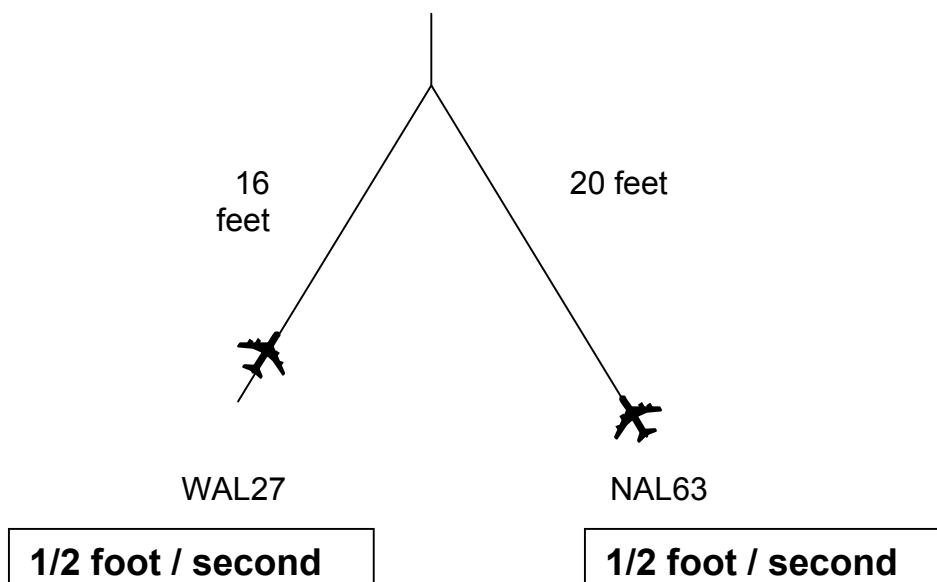 16
feet
20 feet
WAL27
NAL63
1/2 foot / second
1/2 foot / second